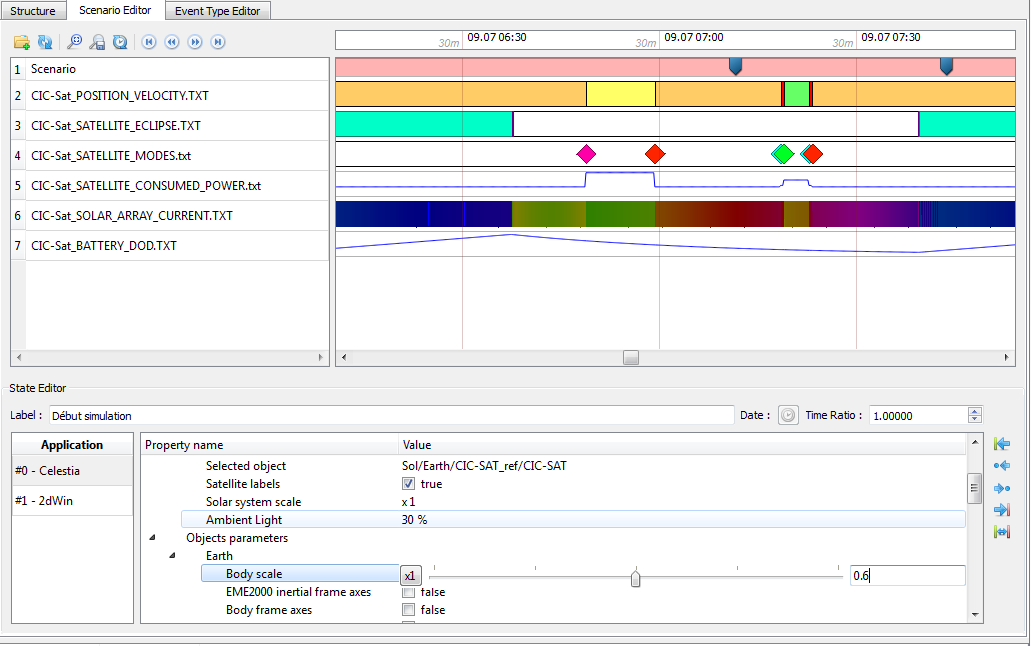 Structure Scenario Editor Event Type Editor
30m 09.07 06:30 30m 09.07 07:00 30m 09.07 07:30
1 Scenario
2 CIC-Sat_POSITION_VELOCITY.TXT
3 CIC-Sat_SATELLITE_ECLIPSE.TXT
4 CIC-Sat_SATELLITE_MODES.txt
5 CIC-Sat_SATELLITE_CONSUMED_POWER.txt
6 CIC-Sat_SOLAR_ARRAY_CURRENT.TXT
7 CIC-Sat_BATTERY_DOD.TXT
State Editor
Label : Début simulation Date : Time Ratio : 1.00000
Application Property name Value
#0 - Celestia
#1 - 2dWin
Selected object Sol/Earth/CIC-SAT_ref/CIC-SAT
Satellite labels true
Solar system scale x 1
Ambient Light 30 %
Objects parameters
Earth
Body scale x1 0.6
EME2000 inertial frame axes false
Body frame axes false